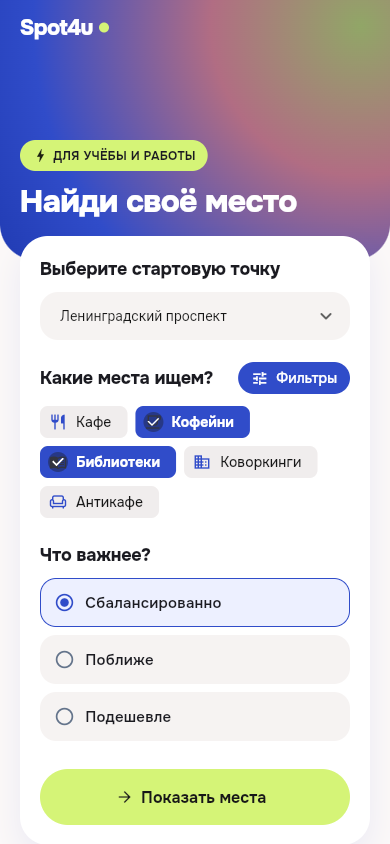 Spot4u
ДЛЯ УЧЁБЫ И РАБОТЫ
Найди своё место
Выберите стартовую точку
Ленинградский проспект
Какие места ищем?
Фильтры
Кафе
Кофейни
Библиотеки
Коворкинги
Антикафе
Что важнее?
Сбалансированно
Поближе
Подешевле
Показать места